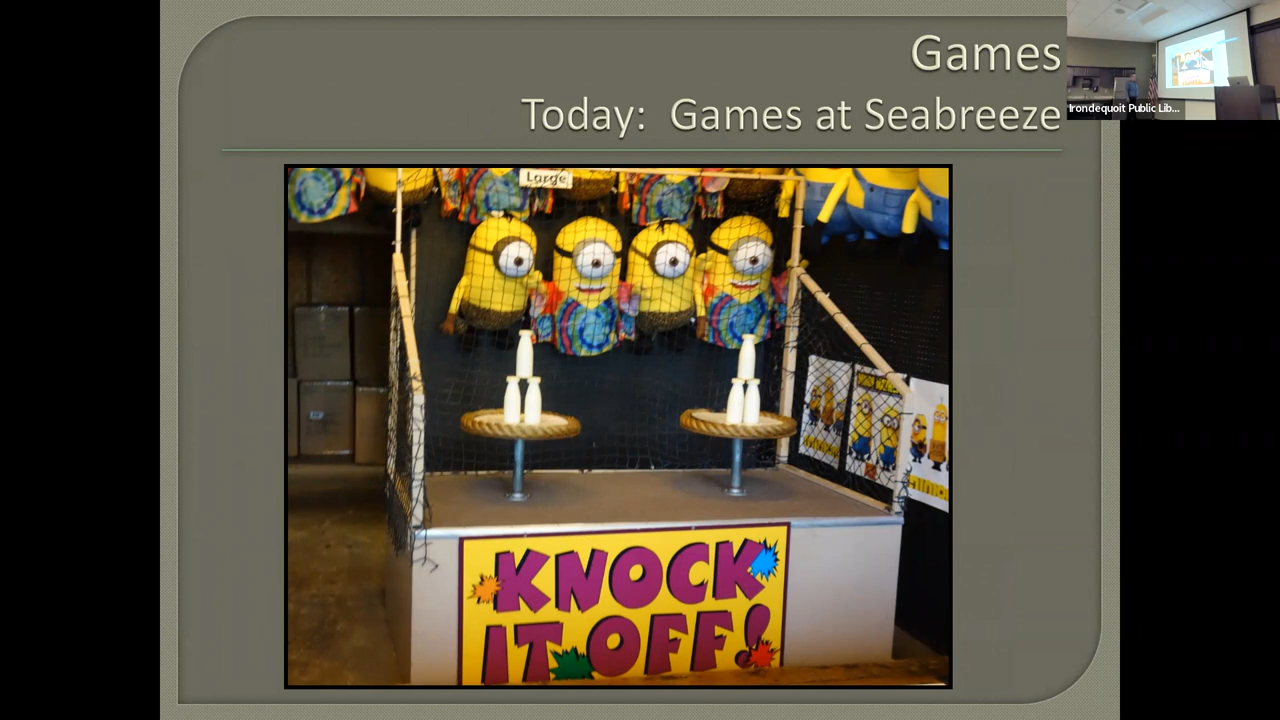 Games
Today: Games at Seabreeze
Irondequoit Public Lib...
Large
KNOCK
IT OFF!